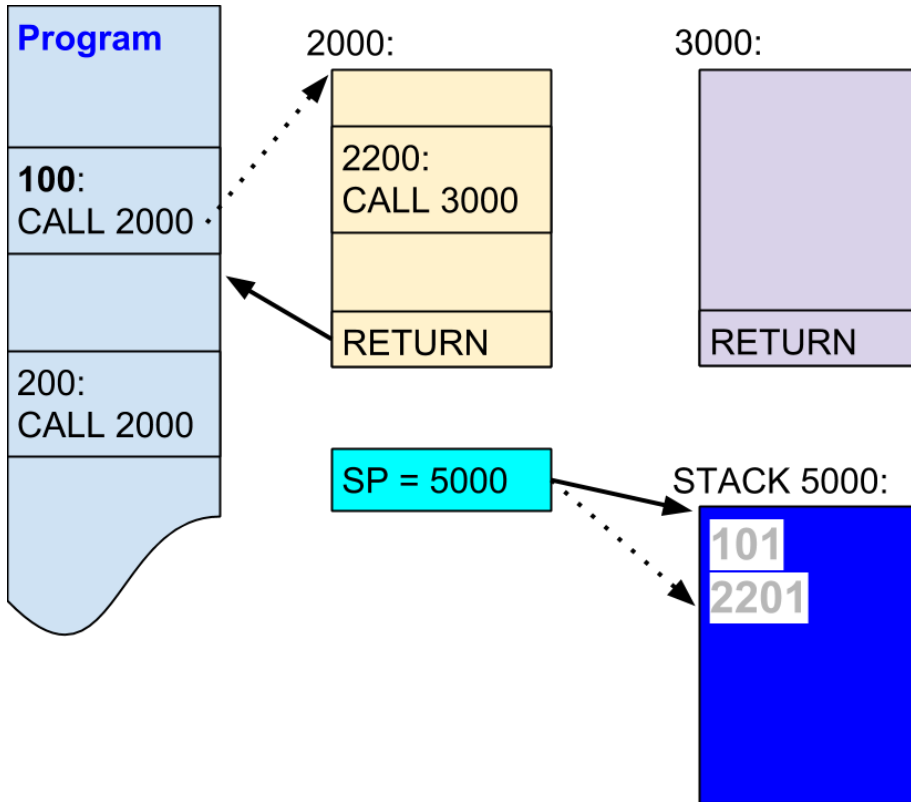 Program
100:
CALL 2000
200:
CALL 2000
2000:
2200:
CALL 3000
RETURN
3000:
RETURN
SP = 5000
STACK 5000:
101
2201